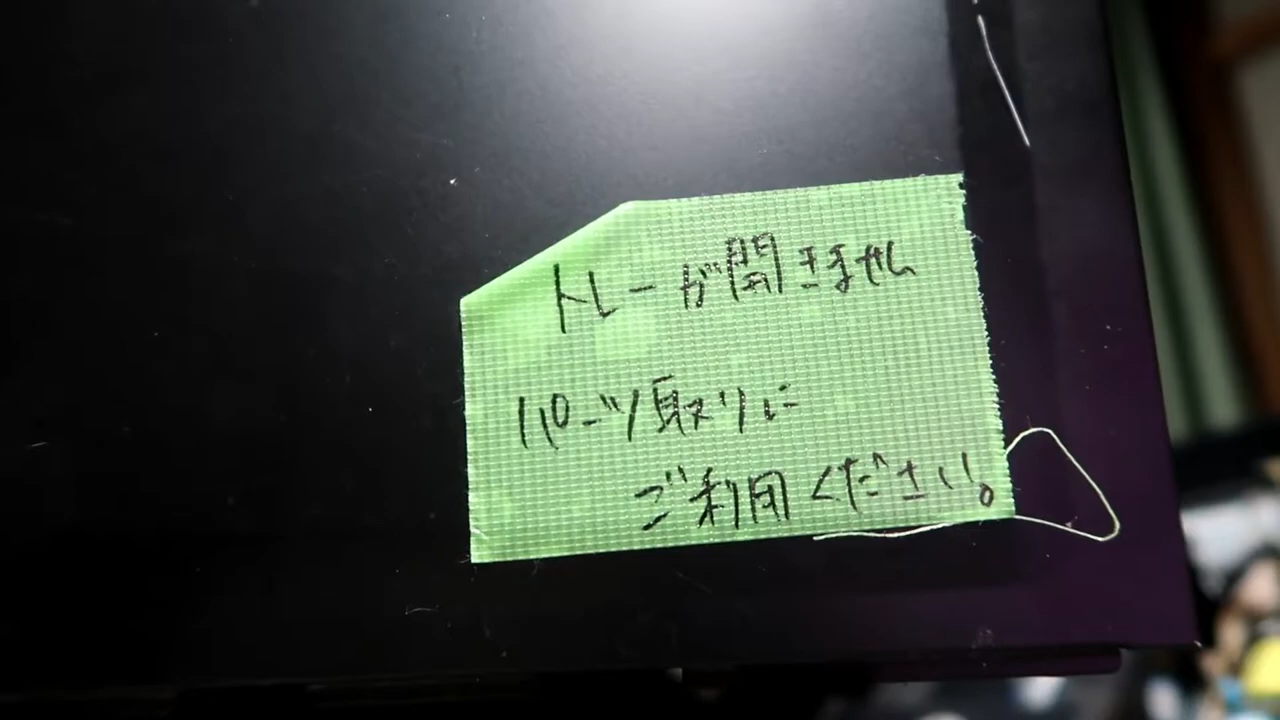 トレーが開きません
パーツ取りに
ご利用ください。